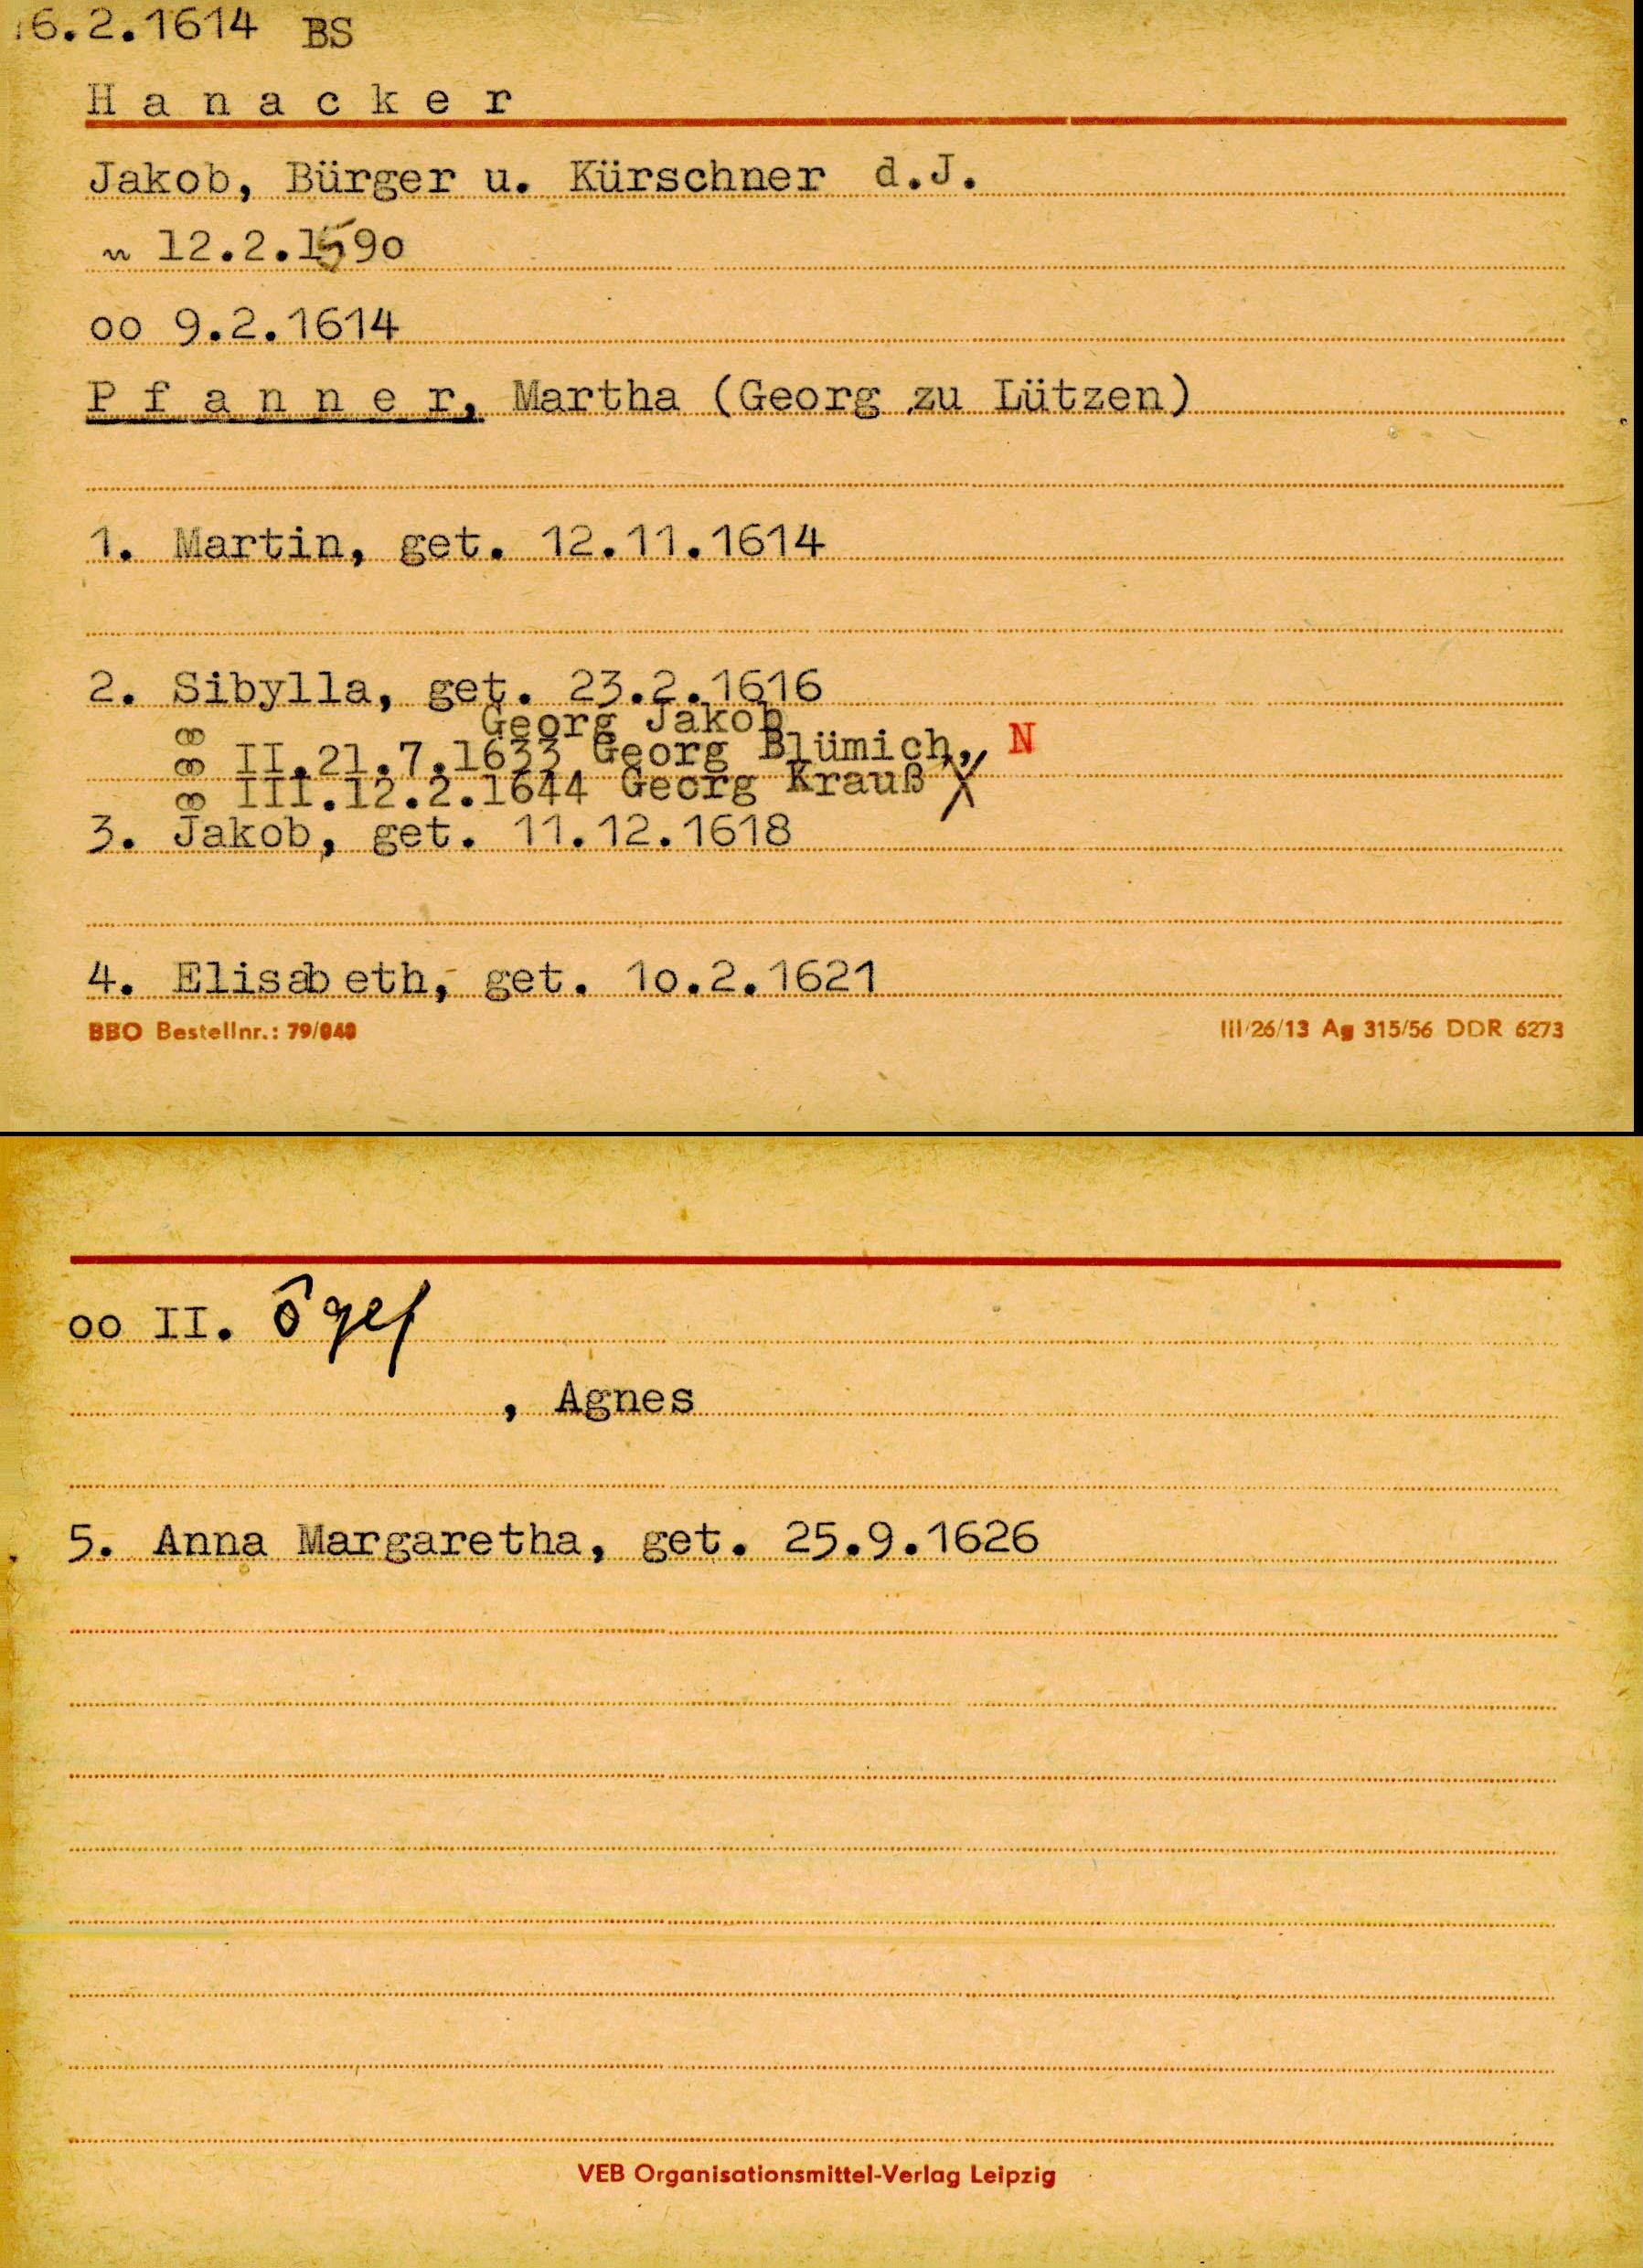 6.2.1614 BS
H a n a c k e r
Jakob, Bürger u. Kürschner d.J.
~ 12.2.1590
oo 9.2.1614
P f a n n e r, Martha (Georg zu Lützen)
1. Martin, get. 12.11.1614
2. Sibylla, get. 23.2.1616
oo Georg Jakob
oo II.21.7.1633 Georg Blümich, N
oo III.12.2.1644 Georg Krauß X
3. Jakob, get. 11.12.1618
4. Elisabeth, get. 1o.2.1621
BBO Bestellnr.: 79/040
III/26/13 Ag 315/56 DDR 6273
oo II. ô gef
, Agnes
5. Anna Margaretha, get. 25.9.1626
VEB Organisationsmittel-Verlag Leipzig